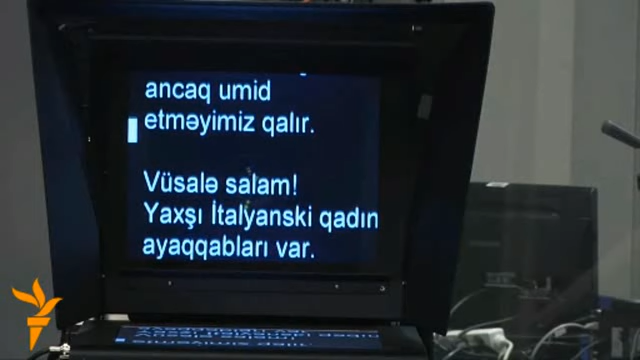 ancaq umid
etməyimiz qalır.
Vüsalə salam!
Yaxşı İtalyanski qadın
ayaqqabları var.